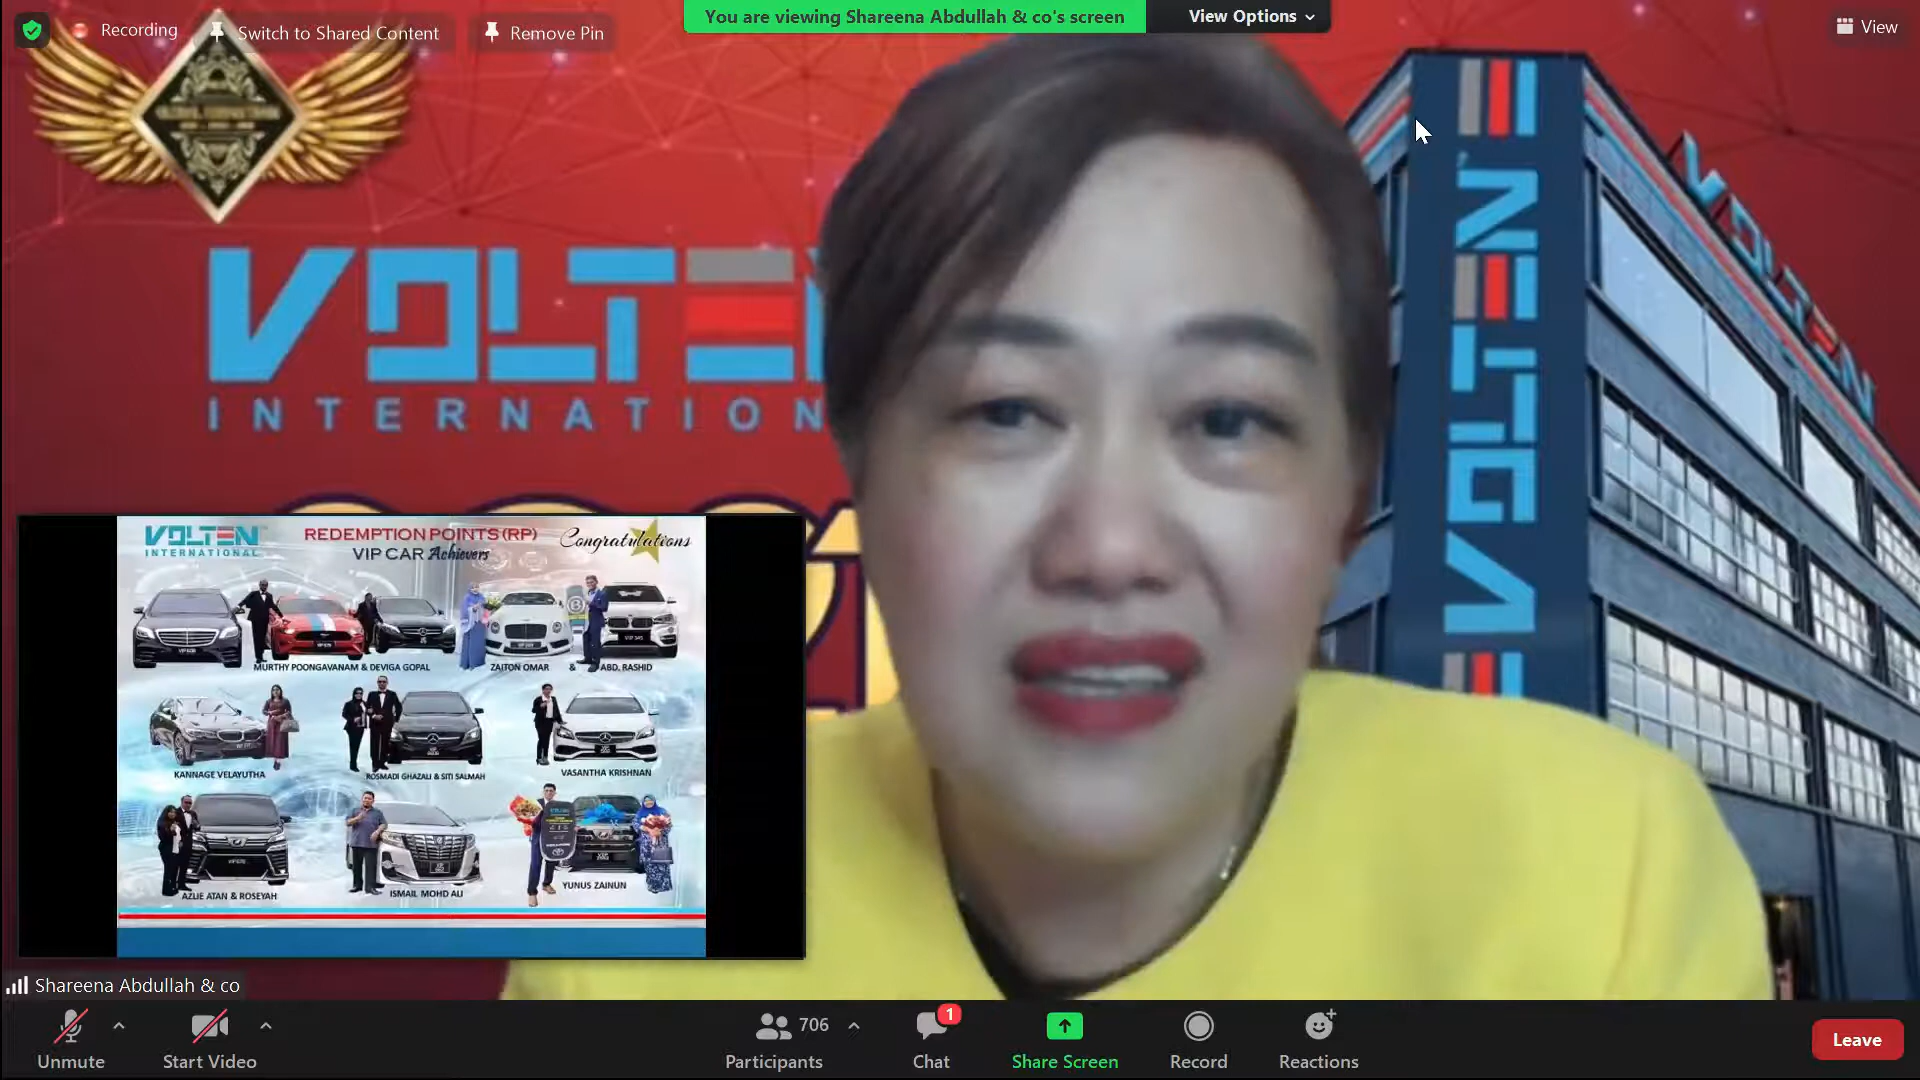 Recording
Switch to Shared Content
Remove Pin
You are viewing Shareena Abdullah & co's screen
View Options
View
VOLTEN
INTERNATION
VOLTEN
VOLTEN
VOLTEN
INTERNATIONAL
REDEMPTION POINTS (RP)
VIP CAR Achievers
Congratulations
MURTHY POONGAVANAM & DEVIGA GOPAL
ZAITON OMAR & ABD. RASHID
KANNAGE VELAYUTHA
ROSMADI GHAZALI & SITI SALMAH
VASANTHA KRISHNAN
AZLIE ATAN & ROSEYAH
ISMAIL MOHD ALI
YUNUS ZAINUN
Shareena Abdullah & co
Unmute
Start Video
706
Participants
1
Chat
Share Screen
Record
Reactions
Leave